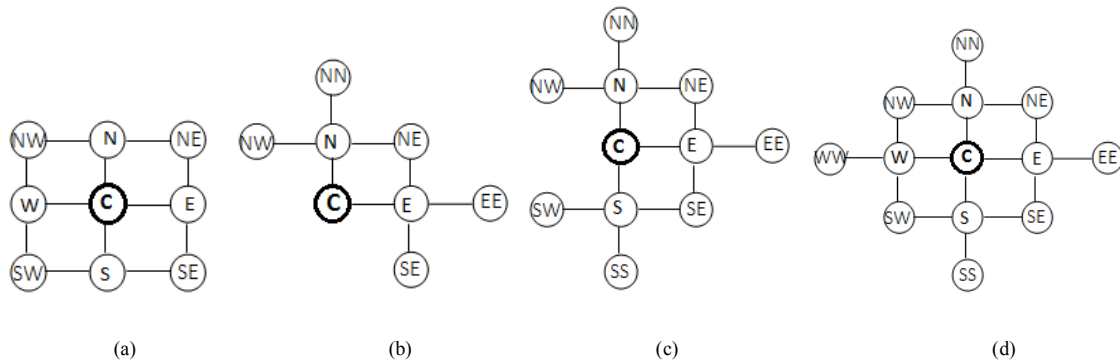 NW N NE
W C E
SW S SE
(a)
NN
NW N NE
C E EE
SE
(b)
NN
NW N NE
C E EE
SW S SE
SS
(c)
NN
NW N NE
WW W C E EE
SW S SE
SS
(d)